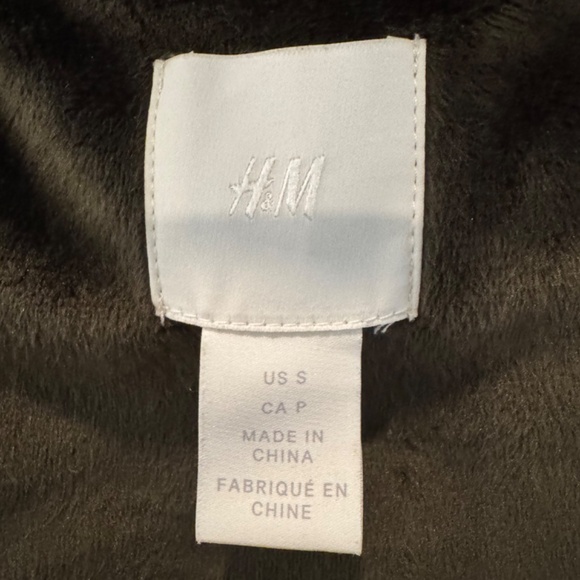 H&M
US S
CA P
MADE IN
CHINA
FABRIQUÉ EN
CHINE